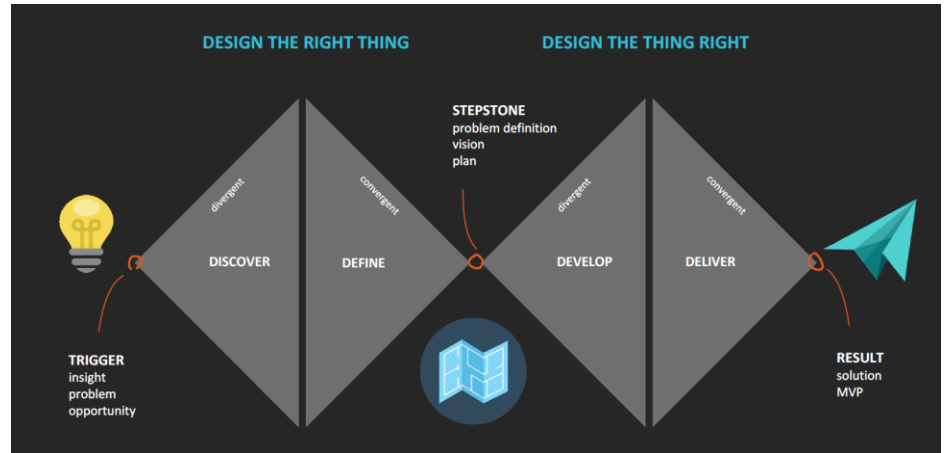 DESIGN THE RIGHT THING
DESIGN THE THING RIGHT
STEPSTONE
problem definition
vision
plan
divergent
convergent
divergent
convergent
DISCOVER
DEFINE
DEVELOP
DELIVER
TRIGGER
insight
problem
opportunity
RESULT
solution
MVP